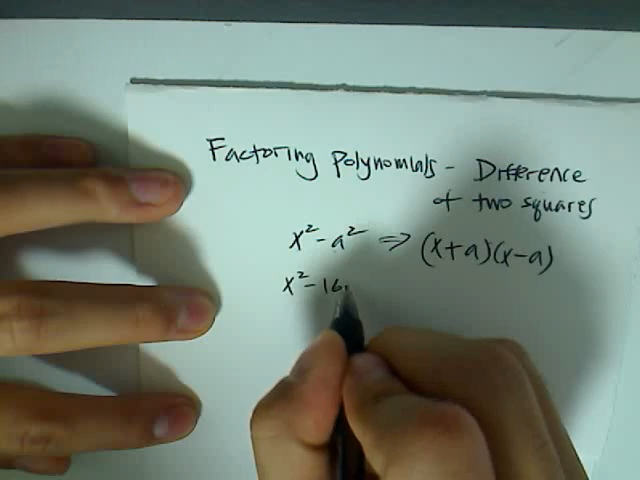 Factoring Polynomials - Difference
of two squares
x² - a² ⇒ (x+a)(x-a)
x² - 16